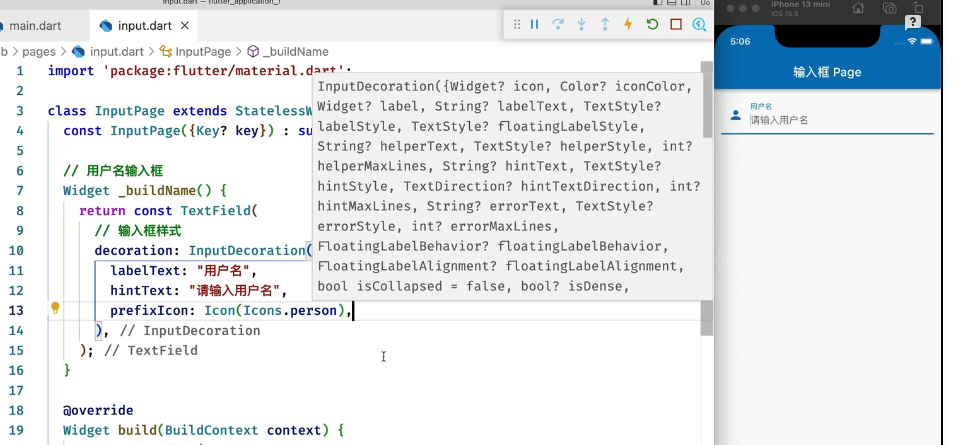 input.dart — flutter_application_1
main.dart
input.dart
b > pages > input.dart > InputPage > _buildName
1 import 'package:flutter/material.dart';
2
3 class InputPage extends StatelessW
4 const InputPage({Key? key}) : su
5
6 // 用户名输入框
7 Widget _buildName() {
8 return const TextField(
9 // 输入框样式
10 decoration: InputDecoration(
11 labelText: "用户名",
12 hintText: "请输入用户名",
13 prefixIcon: Icon(Icons.person),
14 ), // InputDecoration
15 ); // TextField
16 }
17
18 @override
19 Widget build(BuildContext context) {
InputDecoration({Widget? icon, Color? iconColor,
Widget? label, String? labelText, TextStyle?
labelStyle, TextStyle? floatingLabelStyle,
String? helperText, TextStyle? helperStyle, int?
helperMaxLines, String? hintText, TextStyle?
hintStyle, TextDirection? hintTextDirection, int?
hintMaxLines, String? errorText, TextStyle?
errorStyle, int? errorMaxLines,
FloatingLabelBehavior? floatingLabelBehavior,
FloatingLabelAlignment? floatingLabelAlignment,
bool isCollapsed = false, bool? isDense,
iPhone 13 mini
iOS 15.5
5:06
输入框 Page
用户名
请输入用户名